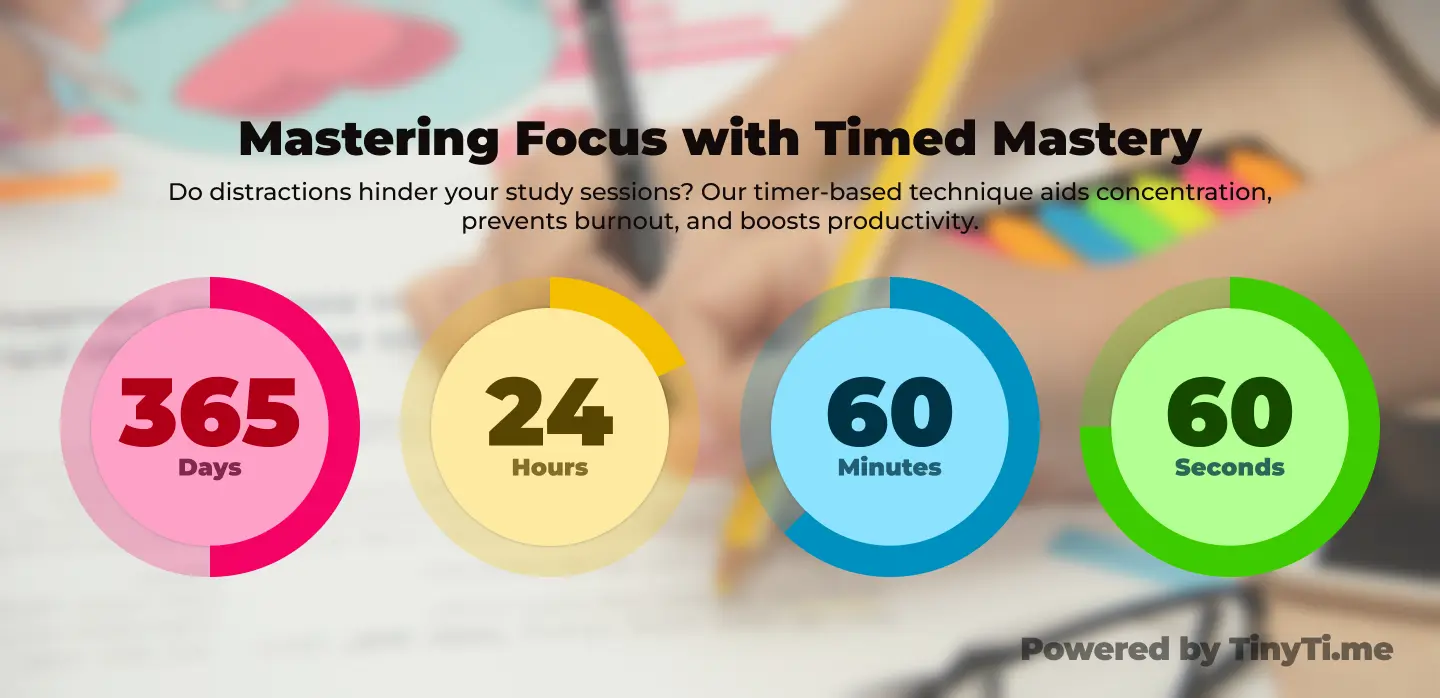 Mastering Focus with Timed Mastery
Do distractions hinder your study sessions? Our timer-based technique aids concentration,
prevents burnout, and boosts productivity.
365
Days
24
Hours
60
Minutes
60
Seconds
Powered by TinyTi.me